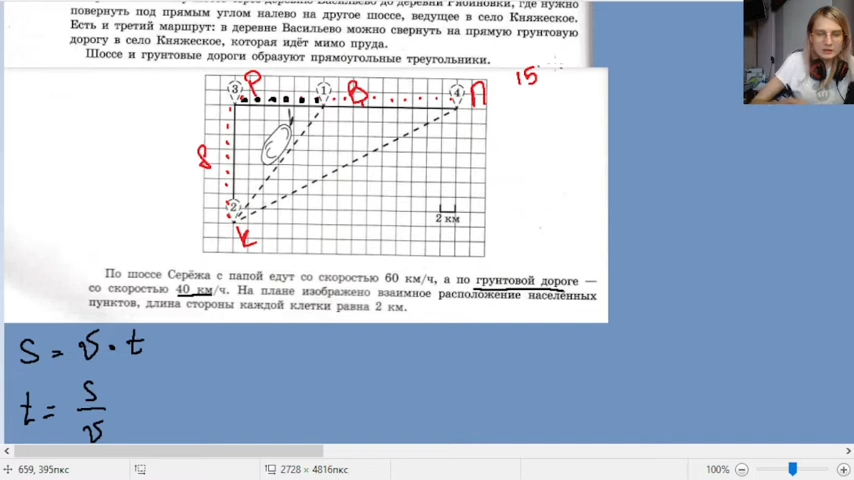 повернуть под прямым углом налево на другое шоссе, ведущее в село Княжеское.
Есть и третий маршрут: в деревне Васильево можно свернуть на прямую грунтовую
дорогу в село Княжеское, которая идёт мимо пруда.
Шоссе и грунтовые дороги образуют прямоугольные треугольники.
15
3 Р 1 В 4 П
8
2
К
2 км
По шоссе Серёжа с папой едут со скоростью 60 км/ч, а по грунтовой дороге —
со скоростью 40 км/ч. На плане изображено взаимное расположение населённых
пунктов, длина стороны каждой клетки равна 2 км.
S = v · t
t = S
v
659, 395пкс
2728 × 4816пкс
100%